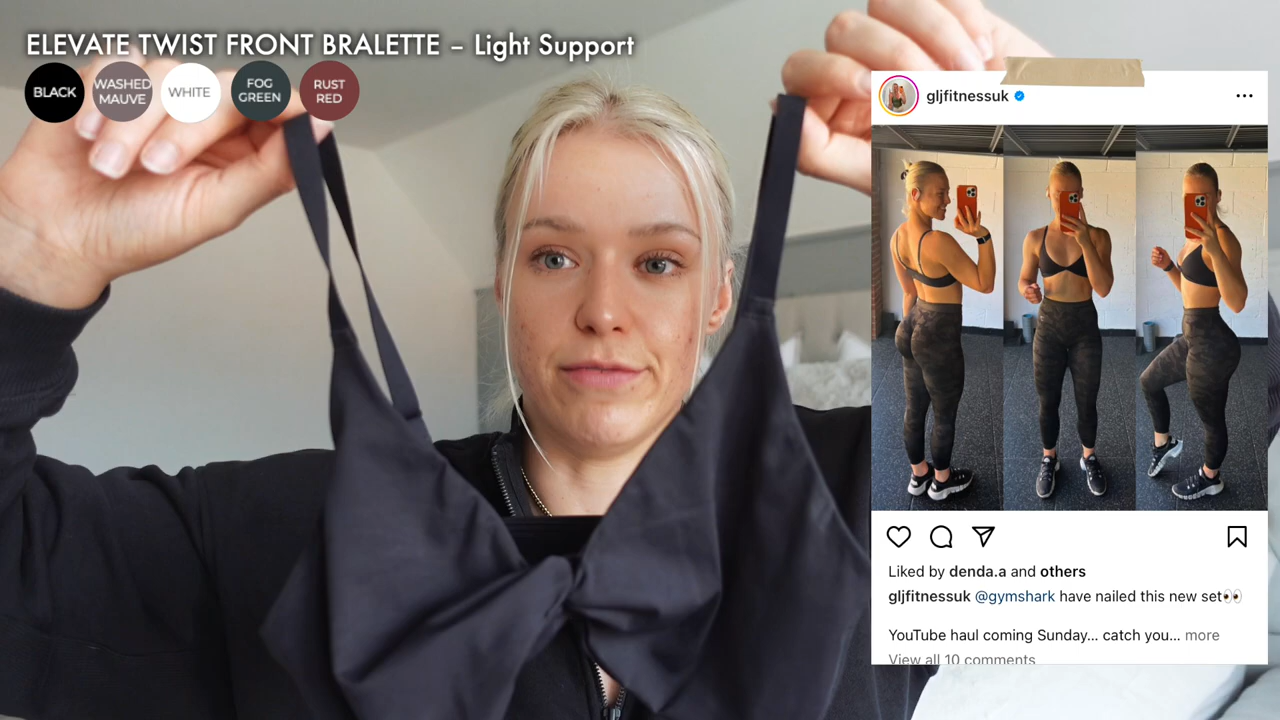 ELEVATE TWIST FRONT BRALETTE – Light Support
BLACK
WASHED
MAUVE
WHITE
FOG
GREEN
RUST
RED
gljfitnessuk
Liked by denda.a and others
gljfitnessuk @gymshark have nailed this new set👀
YouTube haul coming Sunday... catch you... more
View all 10 comments